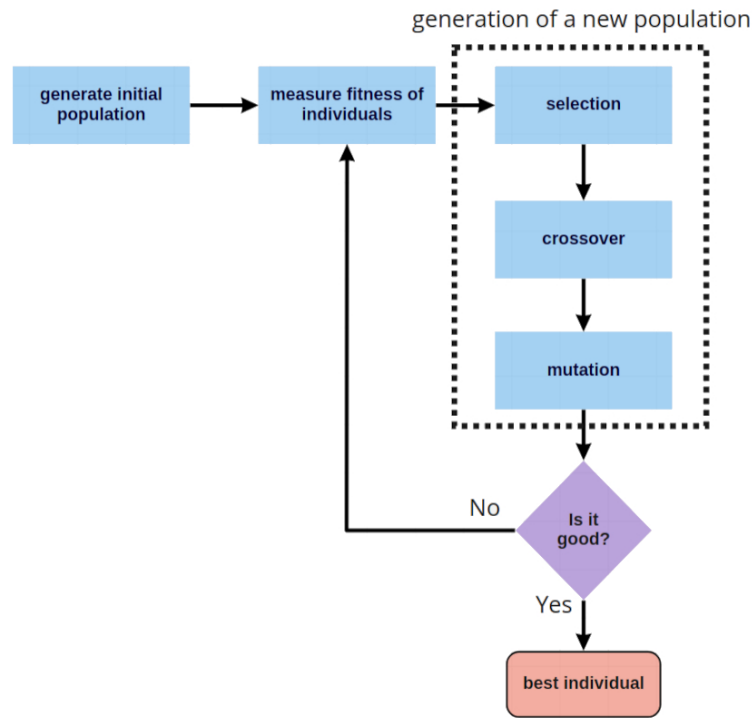 generation of a new population
generate initial
population
measure fitness of
individuals
selection
crossover
mutation
No
Is it
good?
Yes
best individual